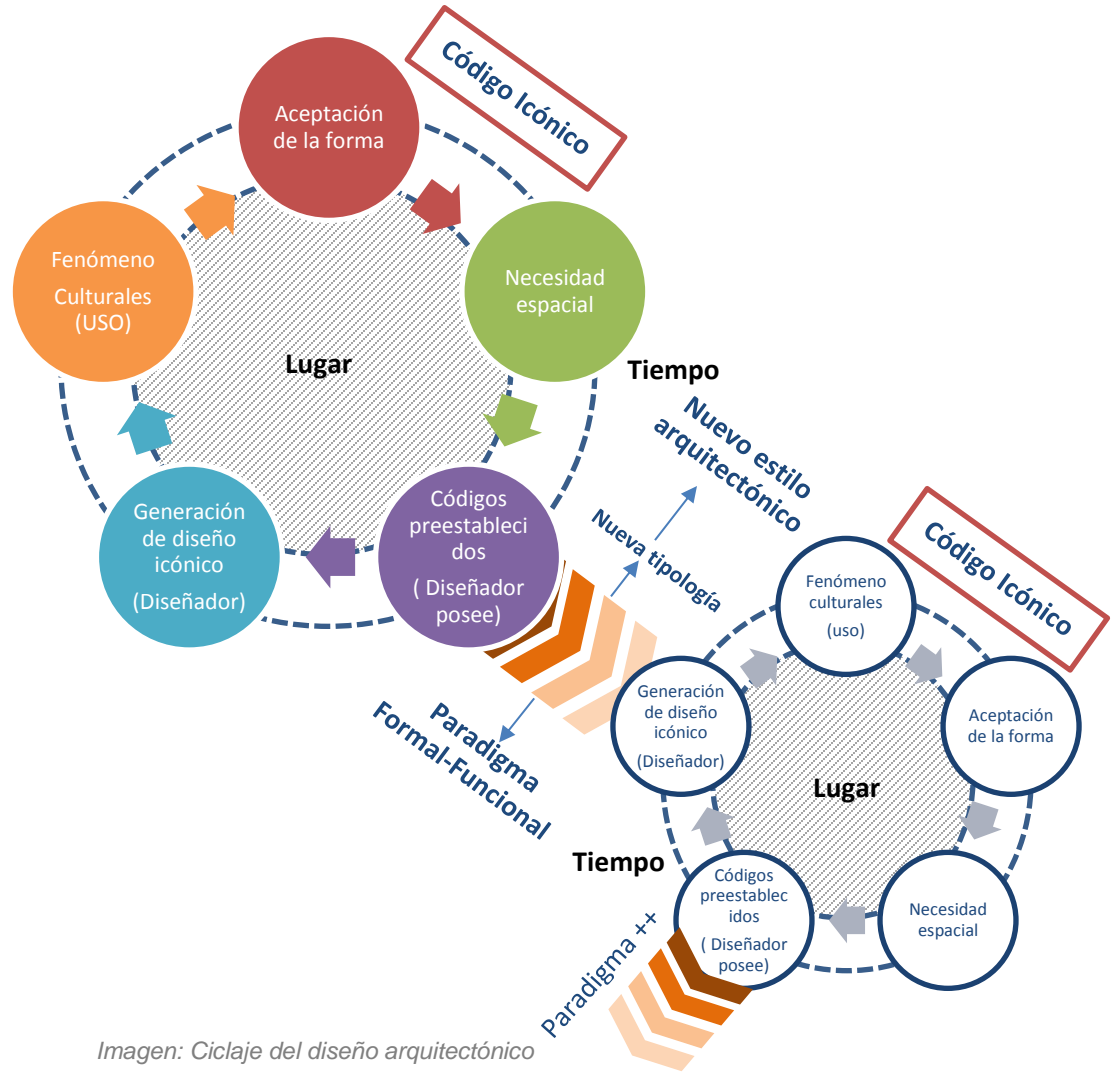 Código Icónico
Aceptación
de la forma
Necesidad
espacial
Fenómeno
Culturales
(USO)
Lugar
Tiempo
Generación
de diseño
icónico
(Diseñador)
Códigos
preestableci
dos
( Diseñador
posee)
Nuevo estilo
arquitectónico
Nueva tipología
Paradigma
Formal-Funcional
Código Icónico
Fenómeno
culturales
(uso)
Generación
de diseño
icónico
(Diseñador)
Aceptación
de la forma
Lugar
Tiempo
Códigos
preestablec
idos
( Diseñador
posee)
Necesidad
espacial
Paradigma ++
Imagen: Ciclaje del diseño arquitectónico